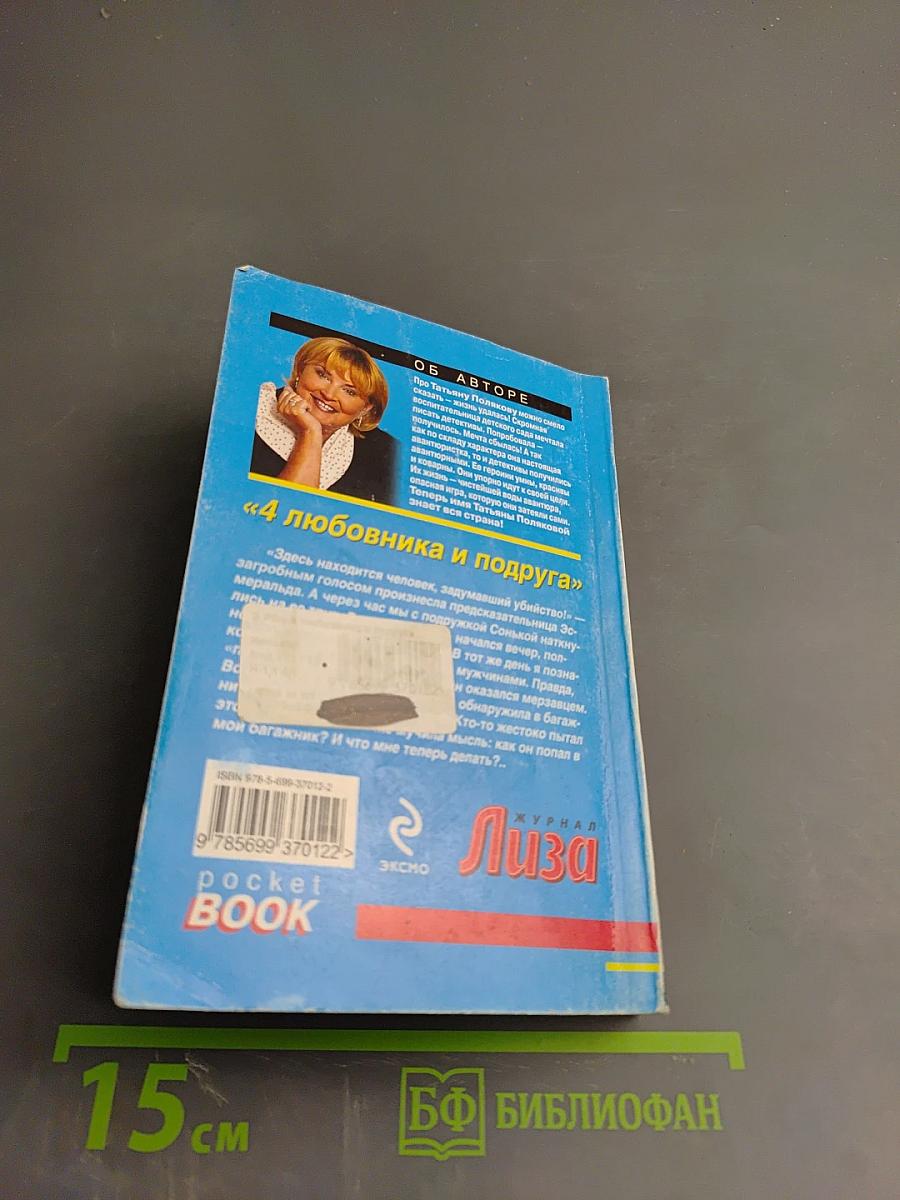 ОБ АВТОРЕ
Про Татьяну Полякову можно смело
сказать – жизнь удалась! Скромная
воспитательница детского сада мечтала
писать детективы. Попробовала –
получилось. Мечта сбылась! А так
как по складу характера она настоящая
авантюристка, то и детективы получились
авантюрными. Ее героини умны, красивы
и коварны. Они упорно идут к своей цели.
Их жизнь – чистейшей воды авантюра,
опасная игра, которую они затеяли сами.
Теперь имя Татьяны Поляковой
знает вся страна!
«4 любовника и подруга»
«Здесь находится человек, задумавший убийство!» –
загробным голосом произнесла предсказательница Эс-
меральда. А через час мы с подружкой Сонькой наткну-
лись на
начался вечер, пол-
В тот же день я позна-
мужчинами. Правда,
оказался мерзавцем.
обнаружила в багаж-
Кто-то жестоко пытал
мысль: как он попал в
мой багажник? И что мне теперь делать?..
ISBN 978-5-699-37012-2
9 785699 370122 >
эксмо
ЖУРНАЛ
Лиза
pocket
BOOK
15 см
БФ БИБЛИОФАН